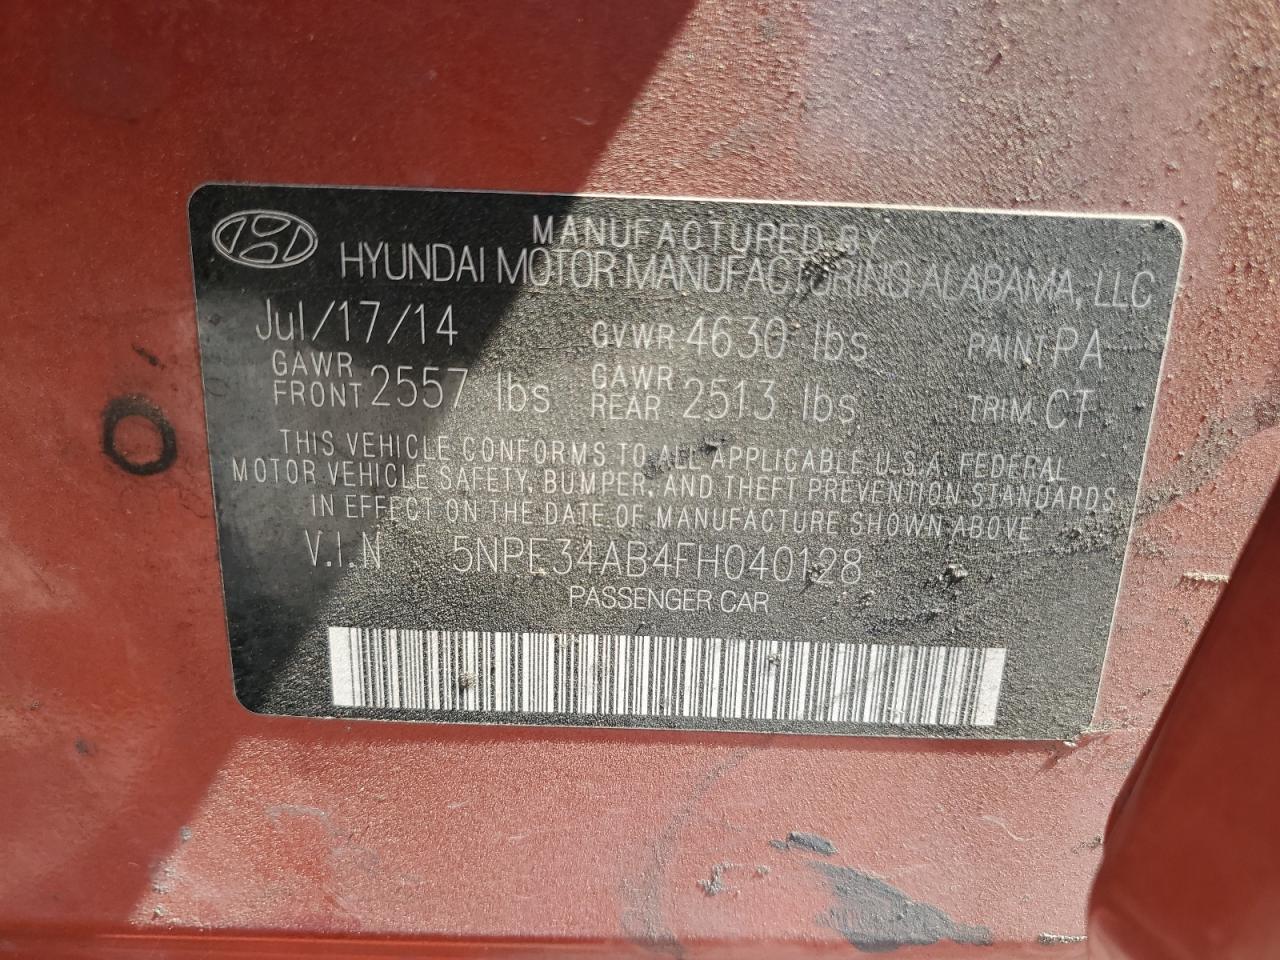 MANUFACTURED BY
HYUNDAI MOTOR MANUFACTURING ALABAMA, LLC
Jul/17/14 GVWR 4630 lbs PAINT PA
GAWR FRONT 2557 lbs GAWR REAR 2513 lbs TRIM CT
THIS VEHICLE CONFORMS TO ALL APPLICABLE U.S.A. FEDERAL
MOTOR VEHICLE SAFETY, BUMPER, AND THEFT PREVENTION STANDARDS
IN EFFECT ON THE DATE OF MANUFACTURE SHOWN ABOVE
V.I.N 5NPE34AB4FH040128
PASSENGER CAR